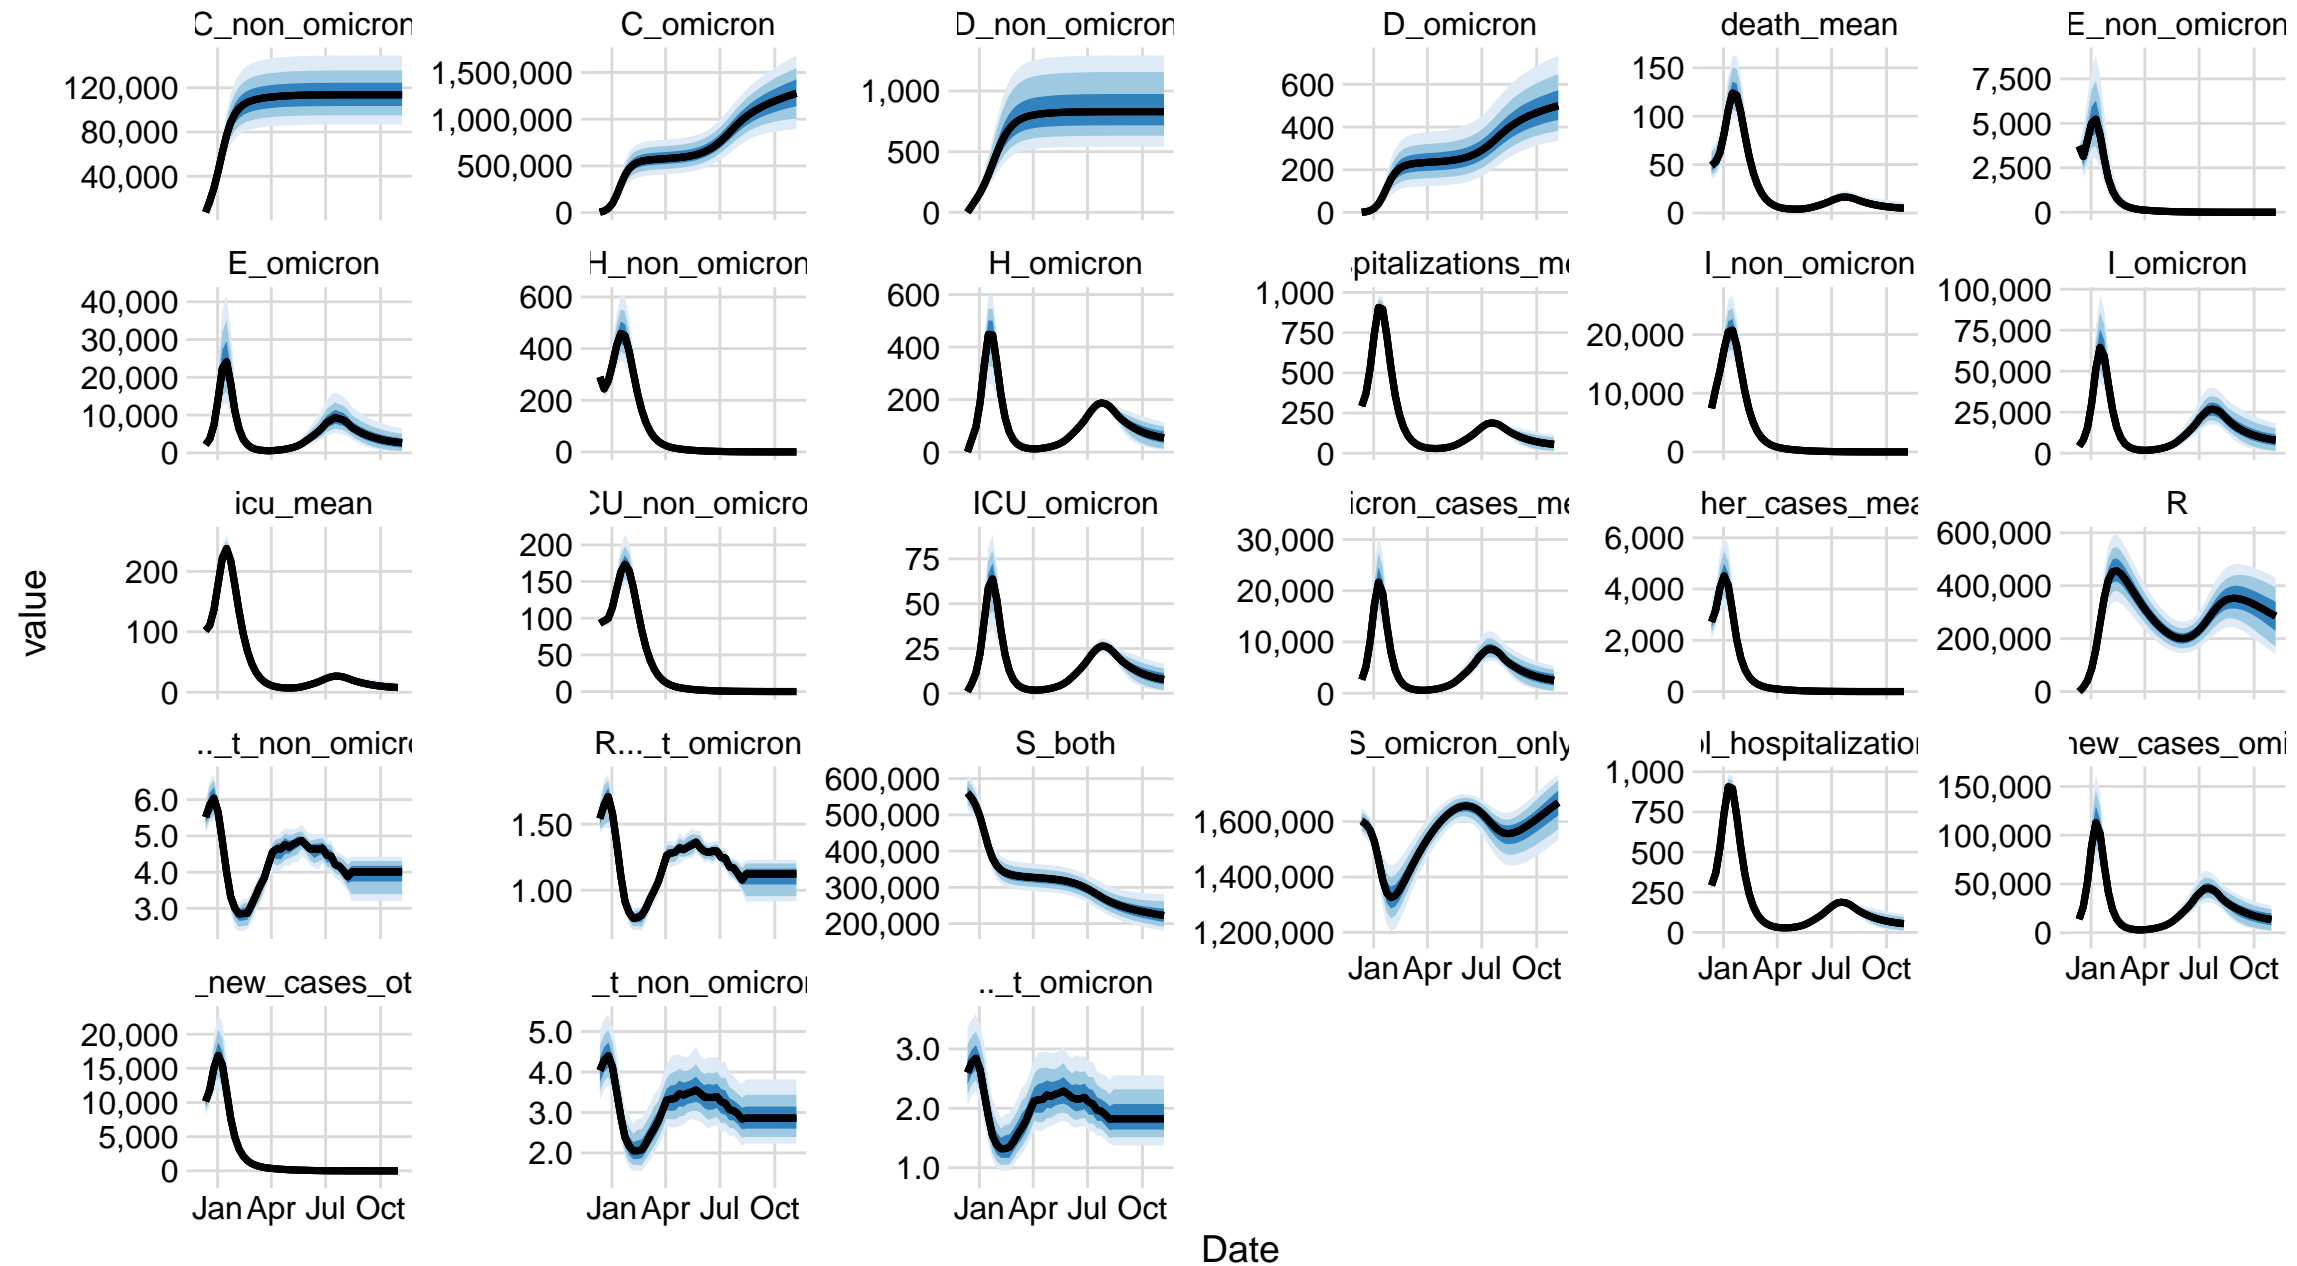 C_non_omicron C_omicron D_non_omicron D_omicron death_mean E_non_omicron
120,000 80,000 40,000
1,500,000 1,000,000 500,000 0
1,000 500 0
600 400 200 0
150 100 50 0
7,500 5,000 2,500 0
E_omicron H_non_omicron H_omicron pitalizations_me I_non_omicron I_omicron
40,000 30,000 20,000 10,000 0
600 400 200 0
600 400 200 0
1,000 750 500 250 0
20,000 10,000 0
100,000 75,000 50,000 25,000 0
icu_mean CU_non_omicro ICU_omicron icron_cases_me her_cases_mea R
200 100 0
200 150 100 50 0
75 50 25 0
30,000 20,000 10,000 0
6,000 4,000 2,000 0
600,000 400,000 200,000 0
value
.._t_non_omicro R..._t_omicron S_both S_omicron_only ol_hospitalization new_cases_omi
6.0 5.0 4.0 3.0
1.50 1.00
600,000 500,000 400,000 300,000 200,000
1,600,000 1,400,000 1,200,000
1,000 750 500 250 0
150,000 100,000 50,000 0
Jan Apr Jul Oct Jan Apr Jul Oct Jan Apr Jul Oct
_new_cases_ot _t_non_omicron .._t_omicron
20,000 15,000 10,000 5,000 0
5.0 4.0 3.0 2.0
3.0 2.0 1.0
Jan Apr Jul Oct Jan Apr Jul Oct Jan Apr Jul Oct
Date